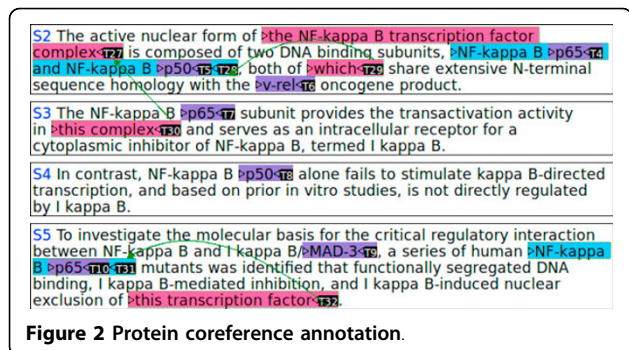 S2 The active nuclear form of ▷the NF-kappa B transcription factor
complex◁T27 is composed of two DNA binding subunits, ▷NF-kappa B ▷p65◁T4
and NF-kappa B ▷p50◁T5◁T28, both of ▷which◁T29 share extensive N-terminal
sequence homology with the ▷v-rel◁T6 oncogene product.
S3 The NF-kappa B ▷p65◁T7 subunit provides the transactivation activity
in ▷this complex◁T30 and serves as an intracellular receptor for a
cytoplasmic inhibitor of NF-kappa B, termed I kappa B.
S4 In contrast, NF-kappa B ▷p50◁T8 alone fails to stimulate kappa B-directed
transcription, and based on prior in vitro studies, is not directly regulated
by I kappa B.
S5 To investigate the molecular basis for the critical regulatory interaction
between NF-kappa B and I kappa B/▷MAD-3◁T9, a series of human ▷NF-kappa
B ▷p65◁T10◁T31 mutants was identified that functionally segregated DNA
binding, I kappa B-mediated inhibition, and I kappa B-induced nuclear
exclusion of ▷this transcription factor◁T32.
Figure 2 Protein coreference annotation.